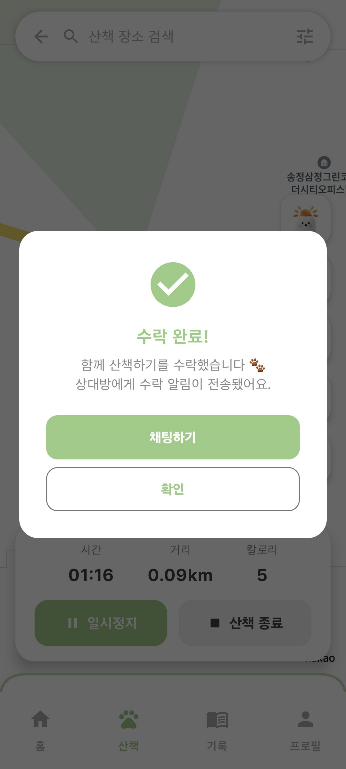 산책 장소 검색
송정삼정그린코
더시티오피스
수락 완료!
함께 산책하기를 수락했습니다 🐾
상대방에게 수락 알림이 전송됐어요.
채팅하기
확인
시간 거리 칼로리
01:16 0.09km 5
일시정지 산책 종료
kakao
홈 산책 기록 프로필